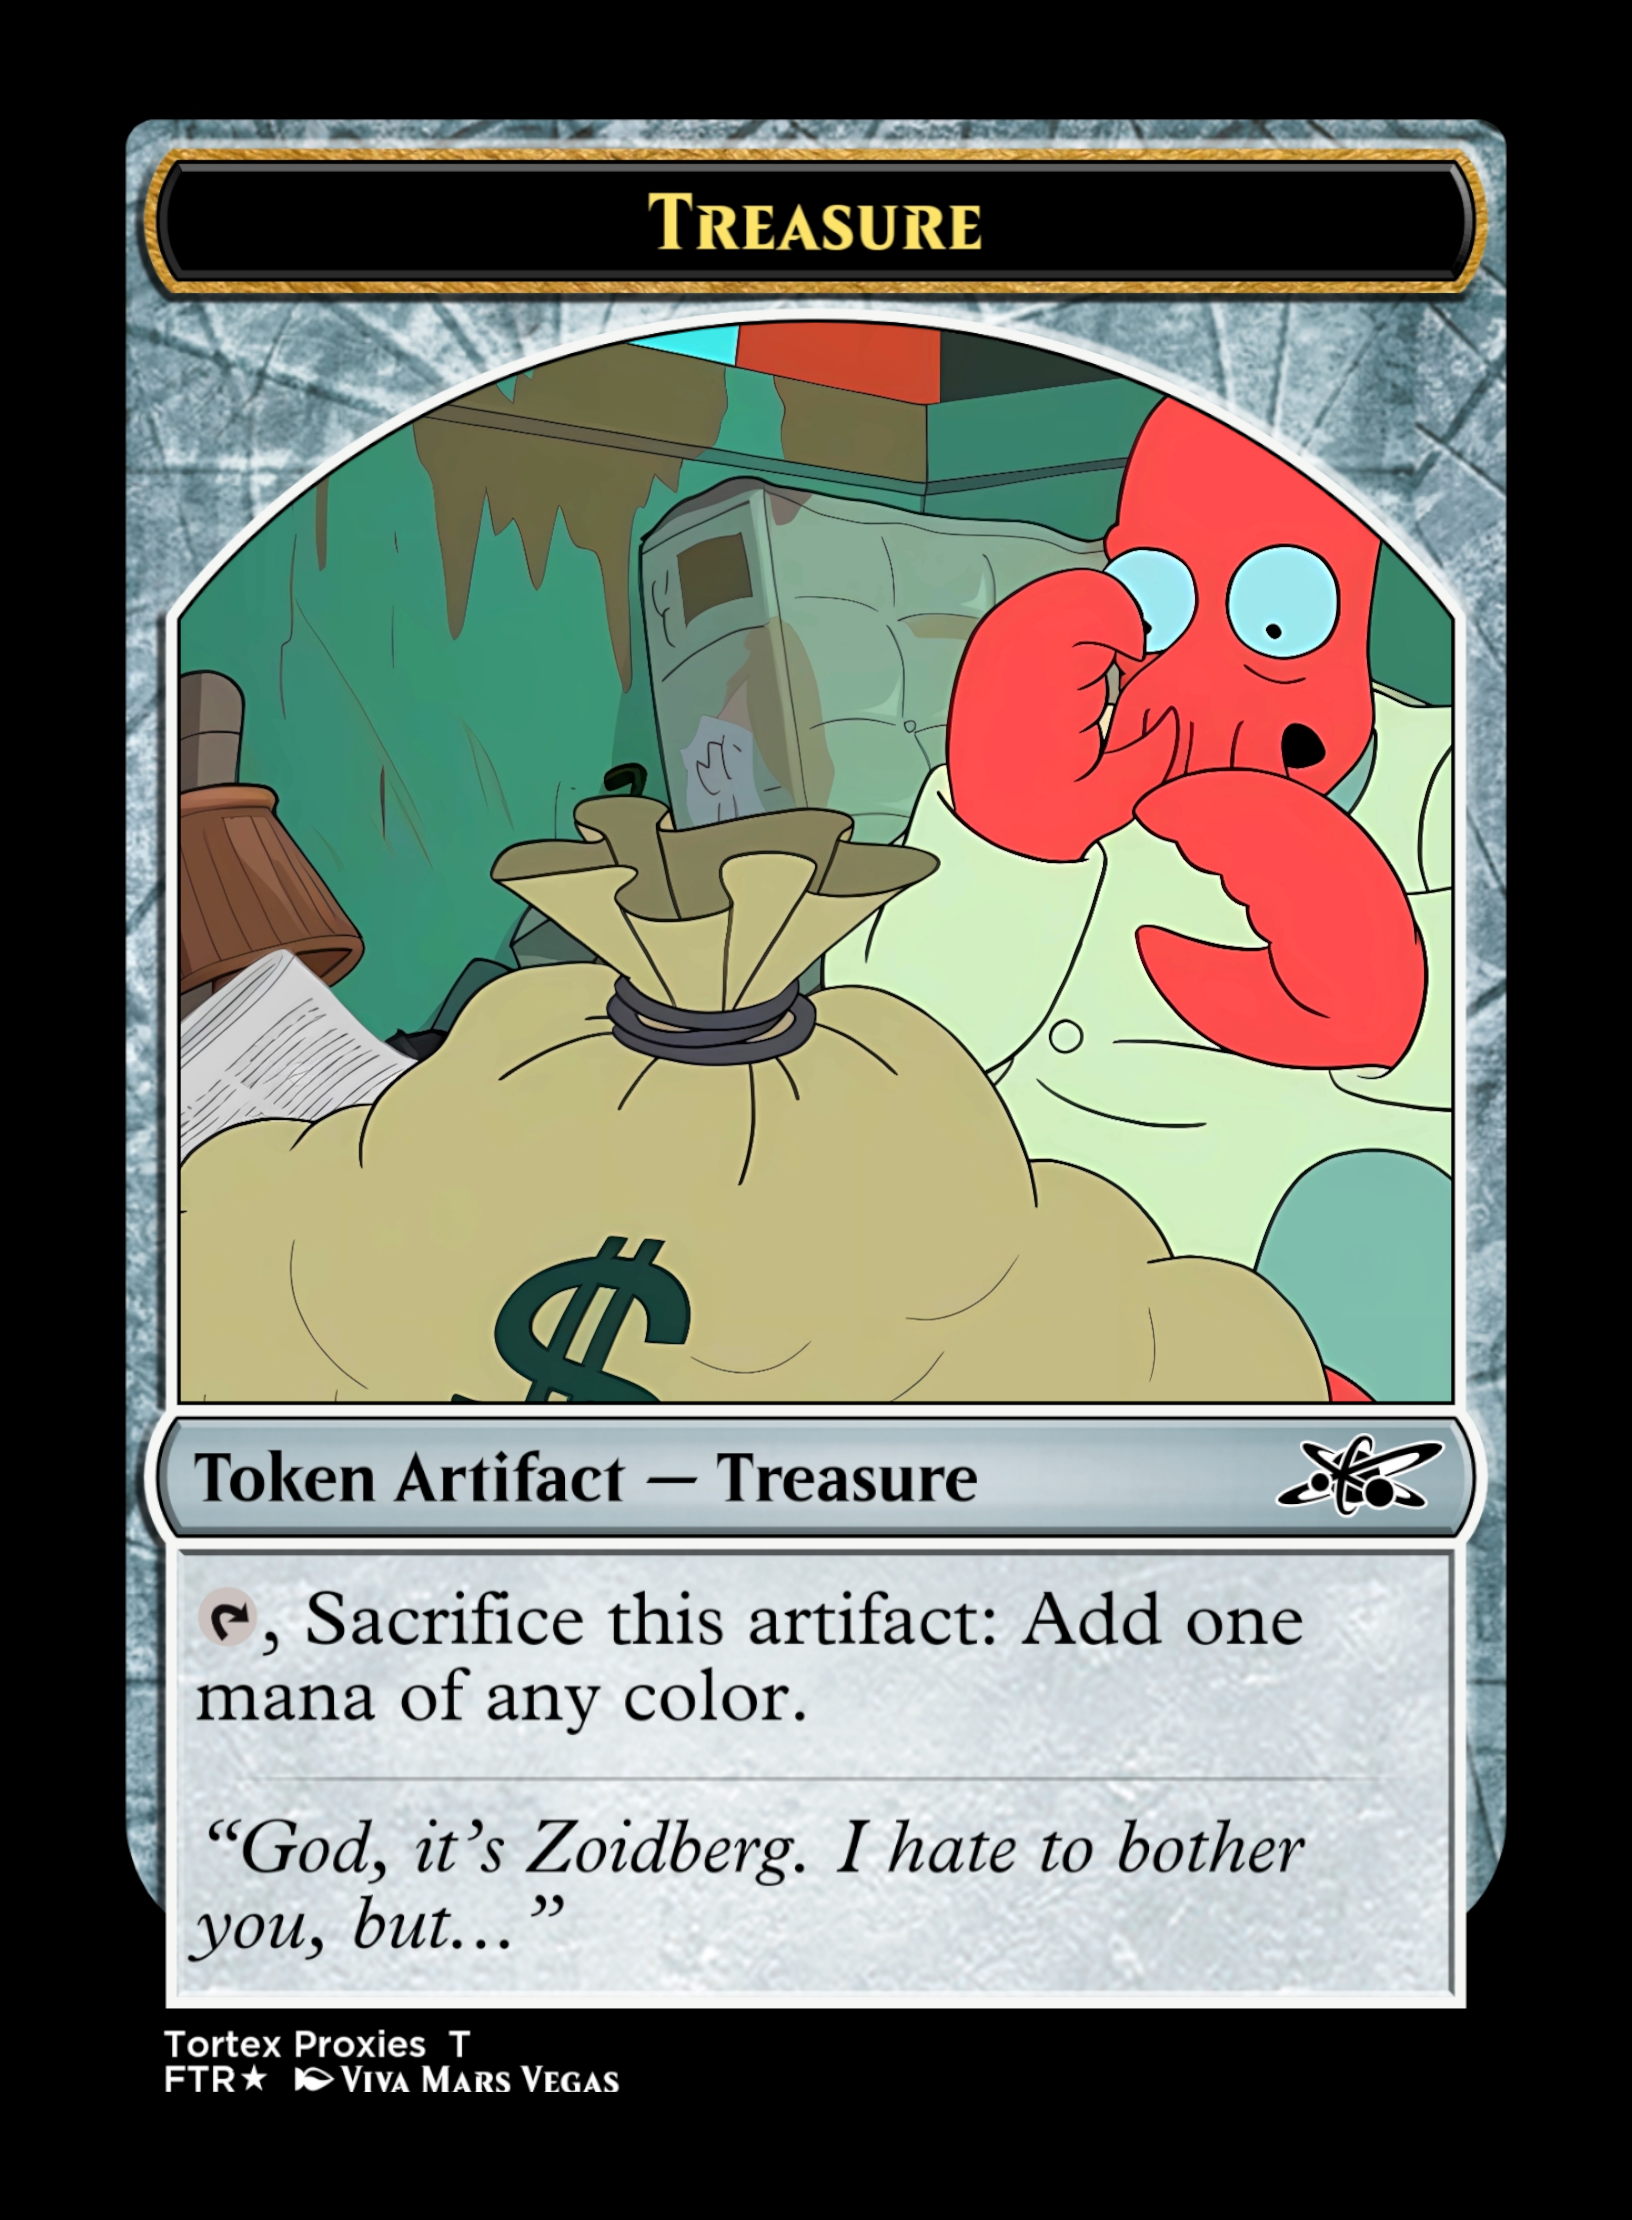 TREASURE
$
Token Artifact — Treasure
, Sacrifice this artifact: Add one
mana of any color.
“God, it’s Zoidberg. I hate to bother
you, but…”
Tortex Proxies T
FTR★ VIVA MARS VEGAS